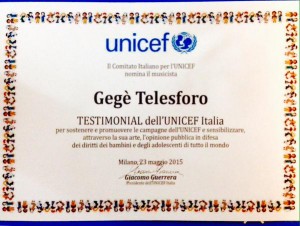 unicef
Il Comitato Italiano per l'UNICEF
nomina il musicista
Gegè Telesforo
TESTIMONIAL dell'UNICEF Italia
per sostenere e promuovere le campagne dell'UNICEF e sensibilizzare,
attraverso la sua arte, l'opinione pubblica in difesa
dei diritti dei bambini e degli adolescenti di tutto il mondo
Milano, 23 maggio 2015
Giacomo Guerrera
Presidente dell'UNICEF Italia